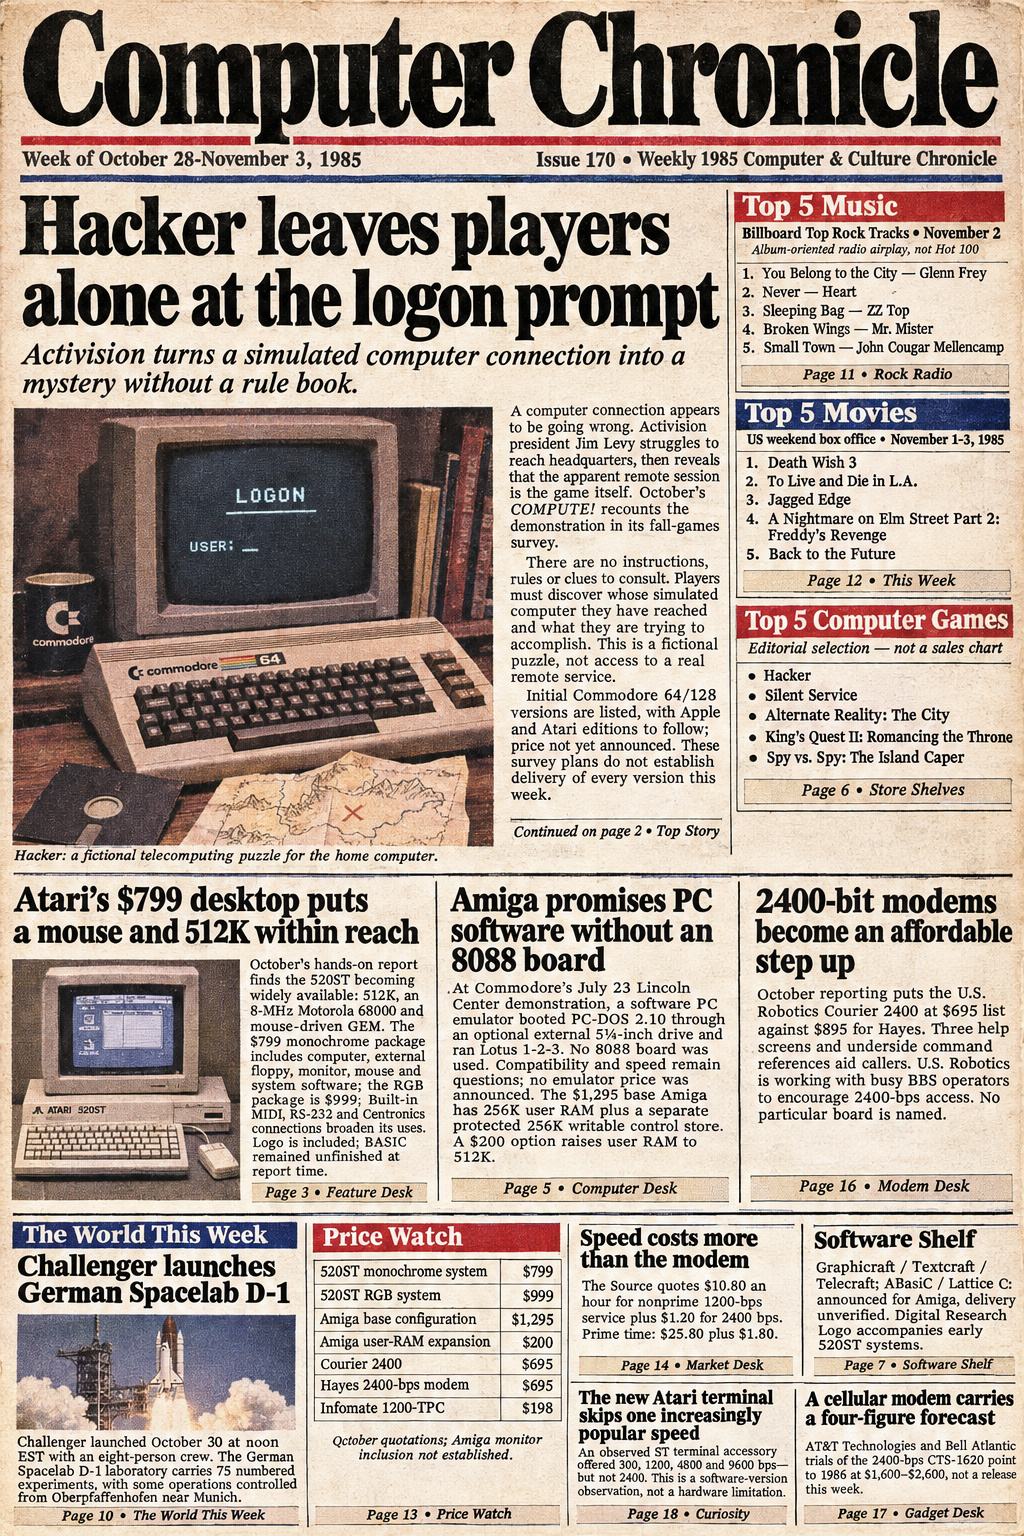 Computer Chronicle
Week of October 28-November 3, 1985
Issue 170 • Weekly 1985 Computer & Culture Chronicle
Hacker leaves players
alone at the logon prompt
Activision turns a simulated computer connection into a
mystery without a rule book.
LOGON
USER: _
commodore
commodore 64
Hacker: a fictional telecomputing puzzle for the home computer.
A computer connection appears
to be going wrong. Activision
president Jim Levy struggles to
reach headquarters, then reveals
that the apparent remote session
is the game itself. October's
COMPUTE! recounts the
demonstration in its fall-games
survey.
There are no instructions,
rules or clues to consult. Players
must discover whose simulated
computer they have reached
and what they are trying to
accomplish. This is a fictional
puzzle, not access to a real
remote service.
Initial Commodore 64/128
versions are listed, with Apple
and Atari editions to follow;
price not yet announced. These
survey plans do not establish
delivery of every version this
week.
Continued on page 2 • Top Story
Top 5 Music
Billboard Top Rock Tracks • November 2
Album-oriented radio airplay, not Hot 100
1. You Belong to the City — Glenn Frey
2. Never — Heart
3. Sleeping Bag — ZZ Top
4. Broken Wings — Mr. Mister
5. Small Town — John Cougar Mellencamp
Page 11 • Rock Radio
Top 5 Movies
US weekend box office • November 1-3, 1985
1. Death Wish 3
2. To Live and Die in L.A.
3. Jagged Edge
4. A Nightmare on Elm Street Part 2:
Freddy's Revenge
5. Back to the Future
Page 12 • This Week
Top 5 Computer Games
Editorial selection — not a sales chart
• Hacker
• Silent Service
• Alternate Reality: The City
• King's Quest II: Romancing the Throne
• Spy vs. Spy: The Island Caper
Page 6 • Store Shelves
Atari's $799 desktop puts
a mouse and 512K within reach
ATARI 520ST
October's hands-on report
finds the 520ST becoming
widely available: 512K, an
8-MHz Motorola 68000 and
mouse-driven GEM. The
$799 monochrome package
includes computer, external
floppy, monitor, mouse and
system software; the RGB
package is $999; Built-in
MIDI, RS-232 and Centronics
connections broaden its uses.
Logo is included; BASIC
remained unfinished at
report time.
Page 3 • Feature Desk
Amiga promises PC
software without an
8088 board
At Commodore's July 23 Lincoln
Center demonstration, a software PC
emulator booted PC-DOS 2.10 through
an optional external 5¼-inch drive and
ran Lotus 1-2-3. No 8088 board was
used. Compatibility and speed remain
questions; no emulator price was
announced. The $1,295 base Amiga
has 256K user RAM plus a separate
protected 256K writable control store.
A $200 option raises user RAM to
512K.
Page 5 • Computer Desk
2400-bit modems
become an affordable
step up
October reporting puts the U.S.
Robotics Courier 2400 at $695 list
against $895 for Hayes. Three help
screens and underside command
references aid callers. U.S. Robotics
is working with busy BBS operators
to encourage 2400-bps access. No
particular board is named.
Page 16 • Modem Desk
The World This Week
Challenger launches
German Spacelab D-1
Challenger launched October 30 at noon
EST with an eight-person crew. The German
Spacelab D-1 laboratory carries 75 numbered
experiments, with some operations controlled
from Oberpfaffenhofen near Munich.
Page 10 • The World This Week
Price Watch
520ST monochrome system $799
520ST RGB system $999
Amiga base configuration $1,295
Amiga user-RAM expansion $200
Courier 2400 $695
Hayes 2400-bps modem $695
Infomate 1200-TPC $198
October quotations; Amiga monitor
inclusion not established.
Page 13 • Price Watch
Speed costs more
than the modem
The Source quotes $10.80 an
hour for nonprime 1200-bps
service plus $1.20 for 2400 bps.
Prime time: $25.80 plus $1.80.
Page 14 • Market Desk
Software Shelf
Graphicraft / Textcraft /
Telecraft; ABasiC / Lattice C:
announced for Amiga, delivery
unverified. Digital Research
Logo accompanies early
520ST systems.
Page 7 • Software Shelf
The new Atari terminal
skips one increasingly
popular speed
An observed ST terminal accessory
offered 300, 1200, 4800 and 9600 bps—
but not 2400. This is a software-version
observation, not a hardware limitation.
Page 18 • Curiosity
A cellular modem carries
a four-figure forecast
AT&T Technologies and Bell Atlantic
trials of the 2400-bps CTS-1620 point
to 1986 at $1,600–$2,600, not a release
this week.
Page 17 • Gadget Desk